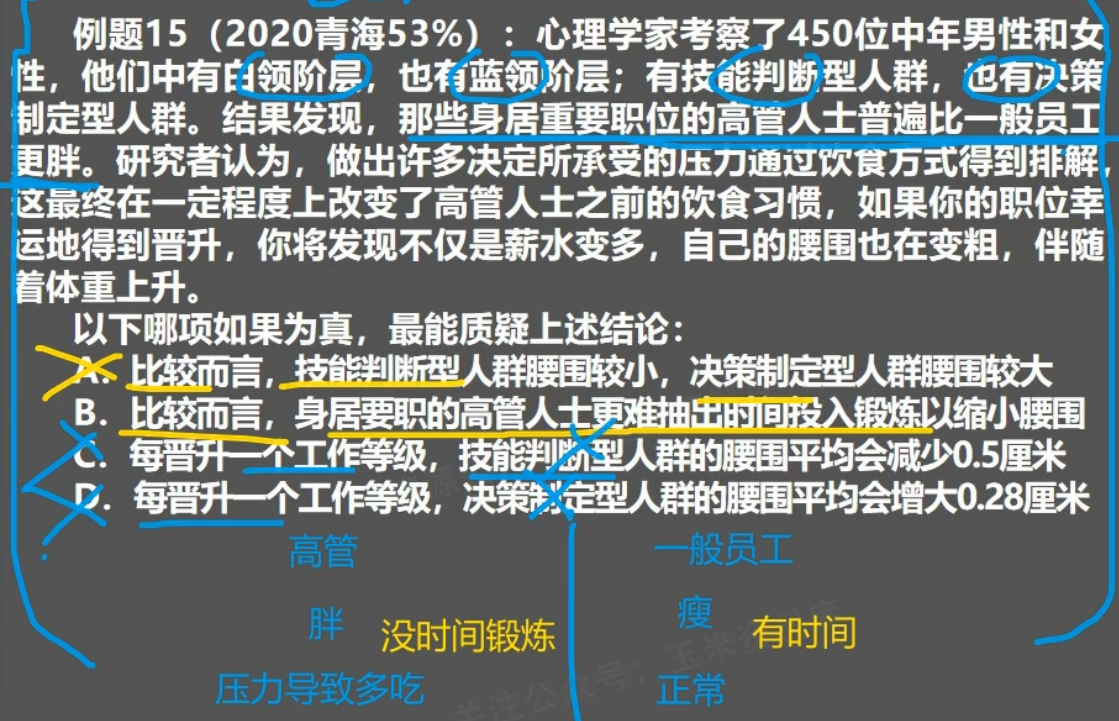 例题15（2020青海53%）：心理学家考察了450位中年男性和女
性，他们中有白领阶层，也有蓝领阶层；有技能判断型人群，也有决策
制定型人群。结果发现，那些身居重要职位的高管人士普遍比一般员工
更胖。研究者认为，做出许多决定所承受的压力通过饮食方式得到排解，
这最终在一定程度上改变了高管人士之前的饮食习惯，如果你的职位幸
运地得到晋升，你将发现不仅是薪水变多，自己的腰围也在变粗，伴随
着体重上升。
以下哪项如果为真，最能质疑上述结论：
A．比较而言，技能判断型人群腰围较小，决策制定型人群腰围较大
B．比较而言，身居要职的高管人士更难抽出时间投入锻炼以缩小腰围
C．每晋升一个工作等级，技能判断型人群的腰围平均会减少0.5厘米
D．每晋升一个工作等级，决策制定型人群的腰围平均会增大0.28厘米
高管 一般员工
胖 没时间锻炼 瘦 有时间
压力导致多吃 正常
关注公众号：玉米资料库